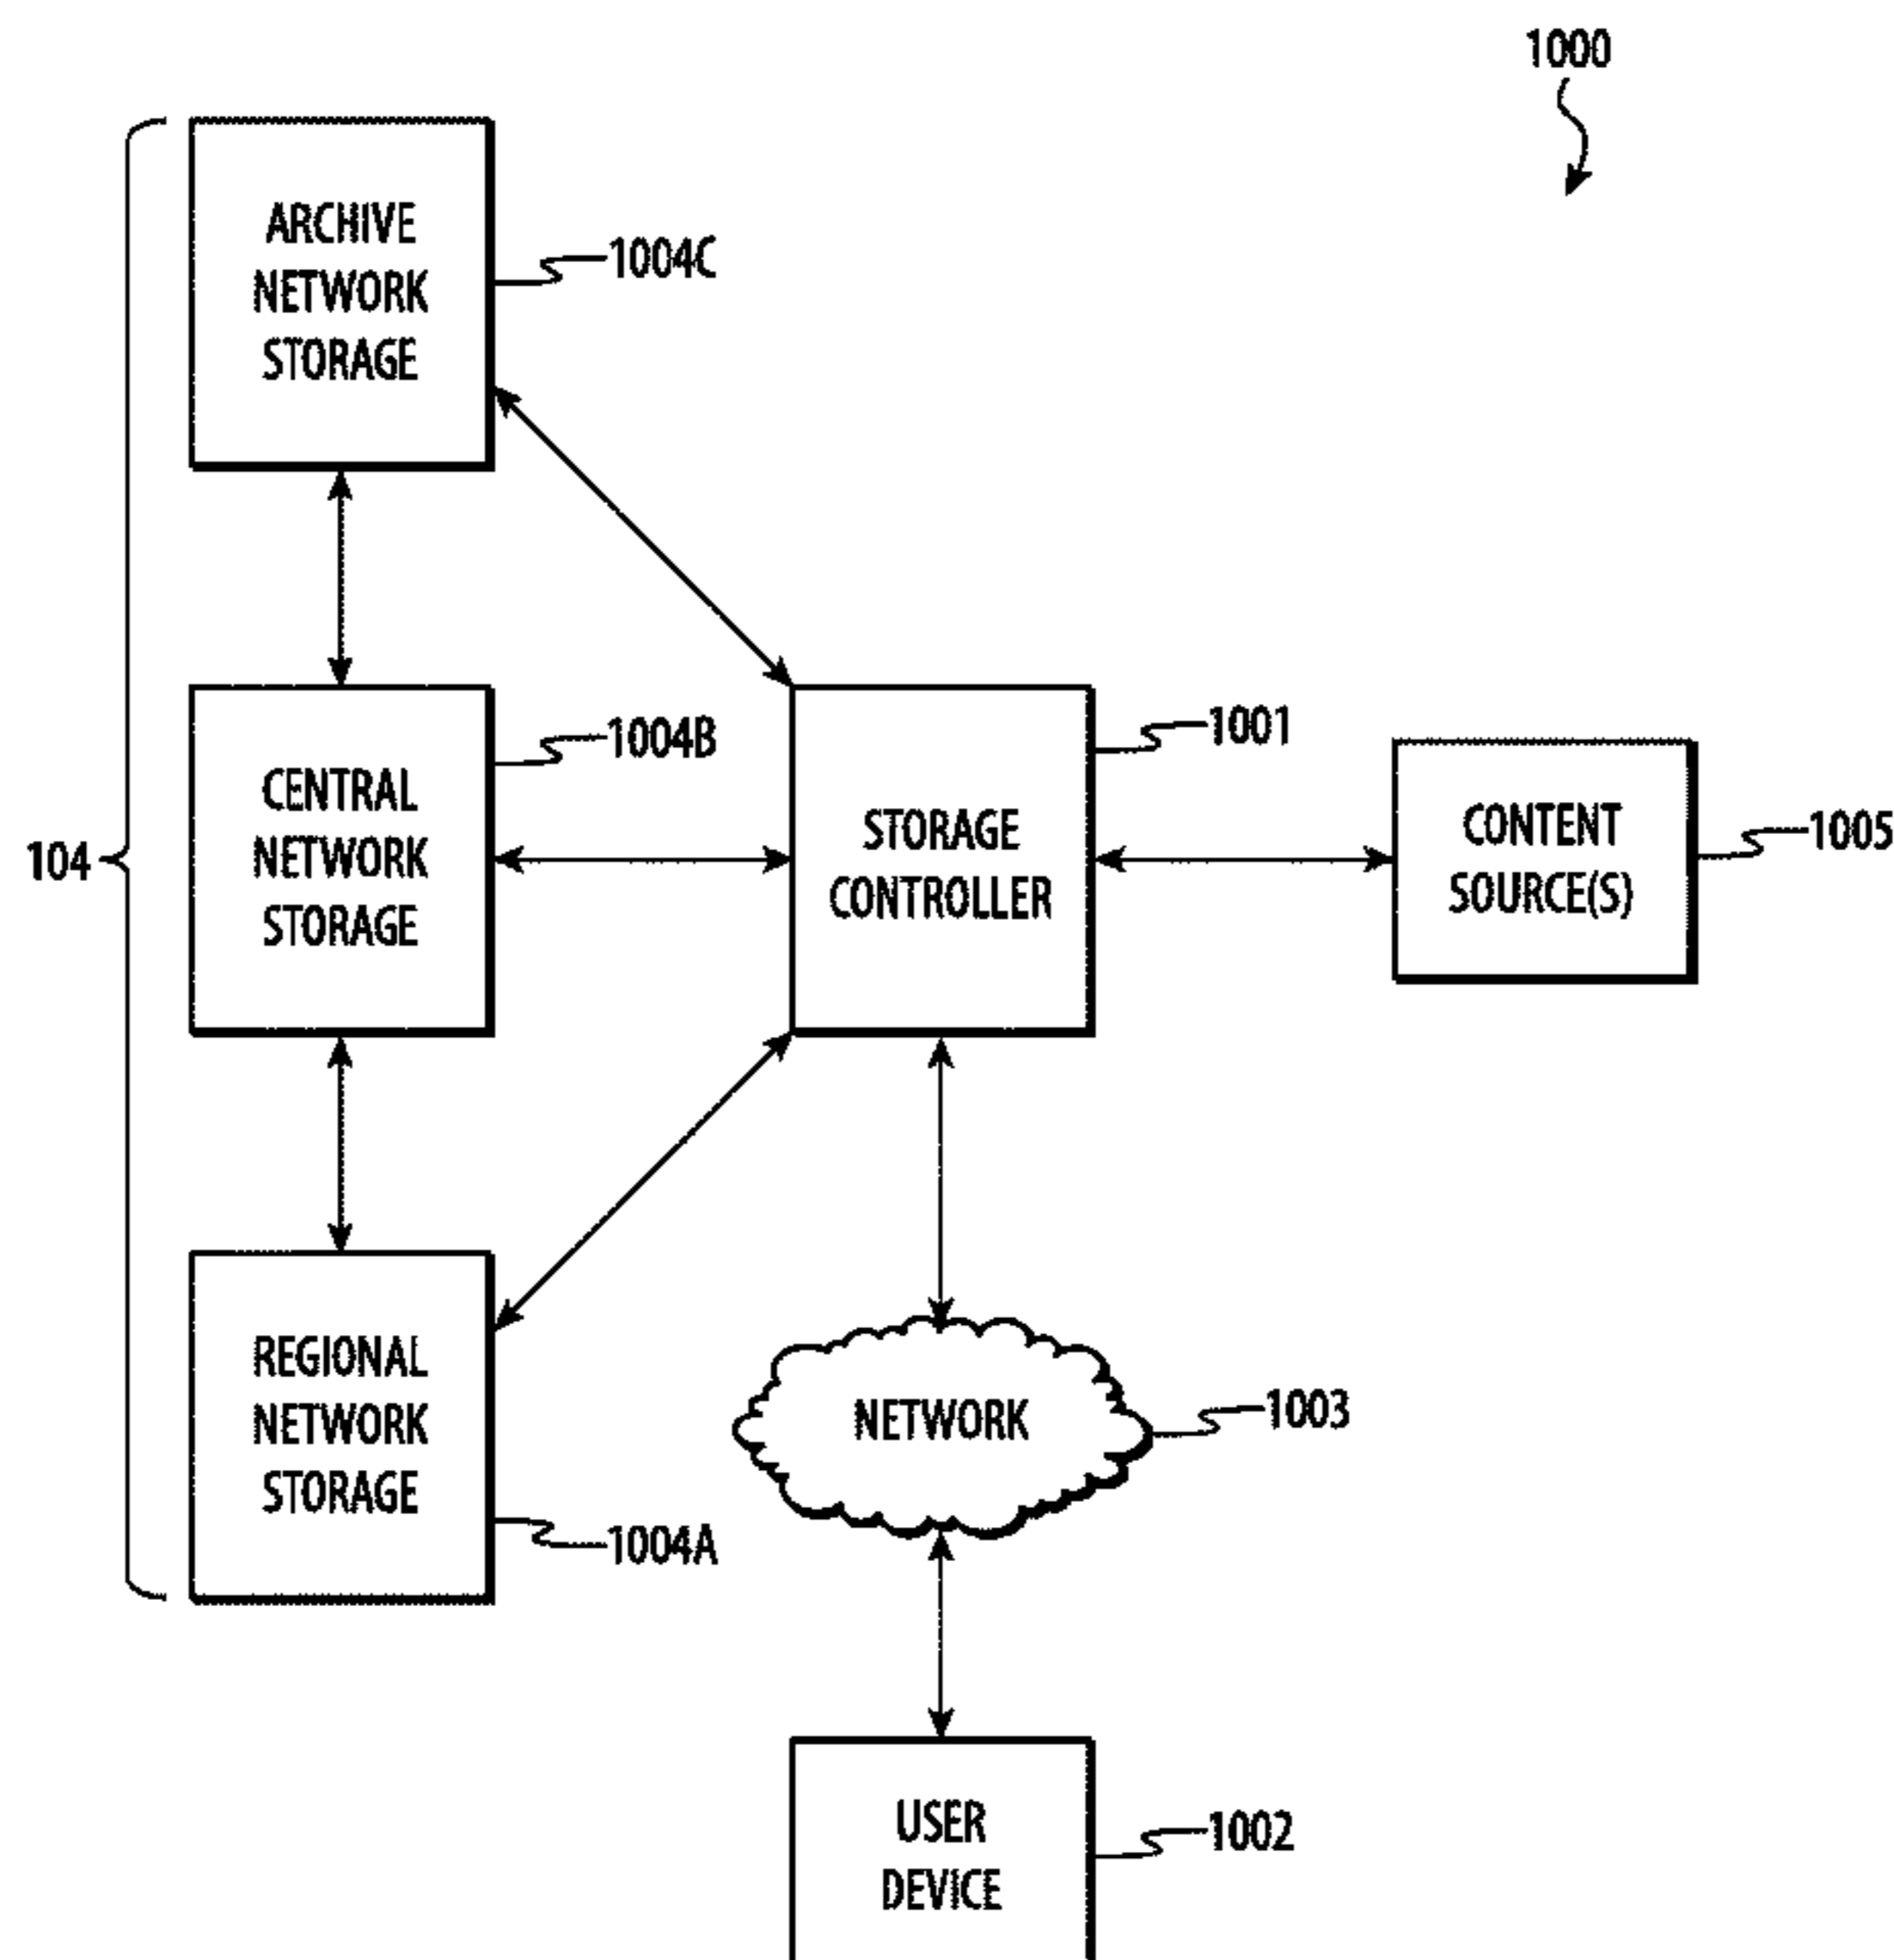 1000
ARCHIVE
NETWORK
STORAGE
1004C
104
CENTRAL
NETWORK
STORAGE
1004B
STORAGE
CONTROLLER
1001
CONTENT
SOURCE(S)
1005
REGIONAL
NETWORK
STORAGE
1004A
NETWORK
1003
USER
DEVICE
1002